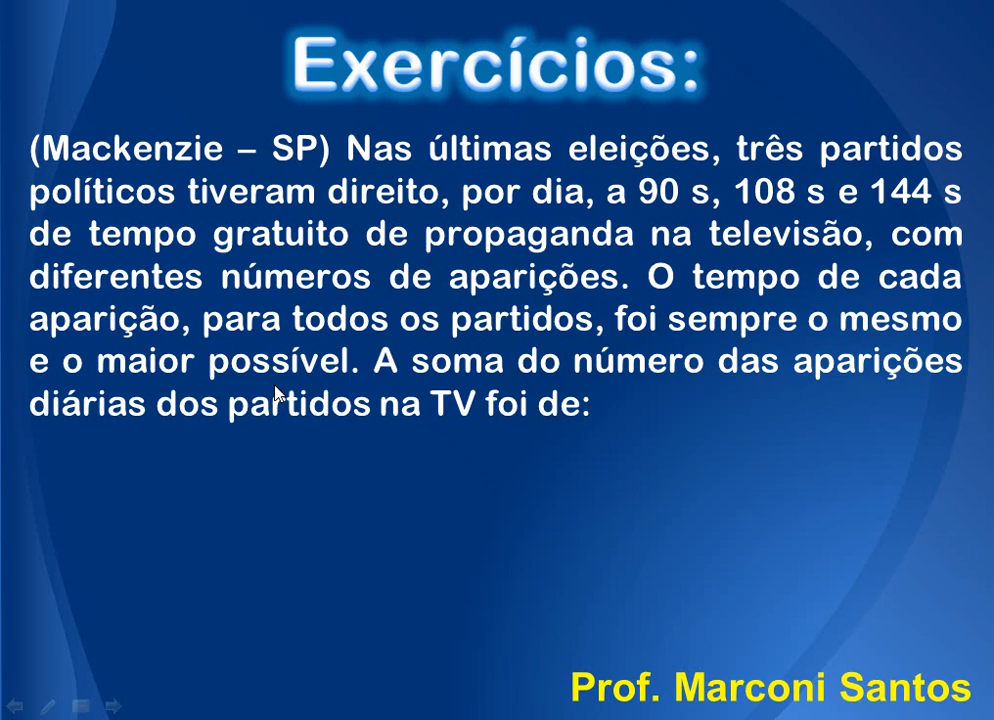 Exercícios:
(Mackenzie – SP) Nas últimas eleições, três partidos
políticos tiveram direito, por dia, a 90 s, 108 s e 144 s
de tempo gratuito de propaganda na televisão, com
diferentes números de aparições. O tempo de cada
aparição, para todos os partidos, foi sempre o mesmo
e o maior possível. A soma do número das aparições
diárias dos partidos na TV foi de:
Prof. Marconi Santos